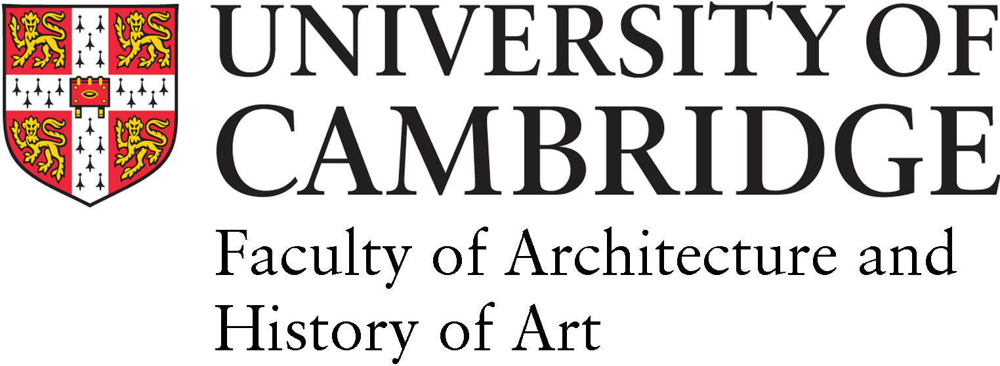 UNIVERSITY OF
CAMBRIDGE
Faculty of Architecture and
History of Art